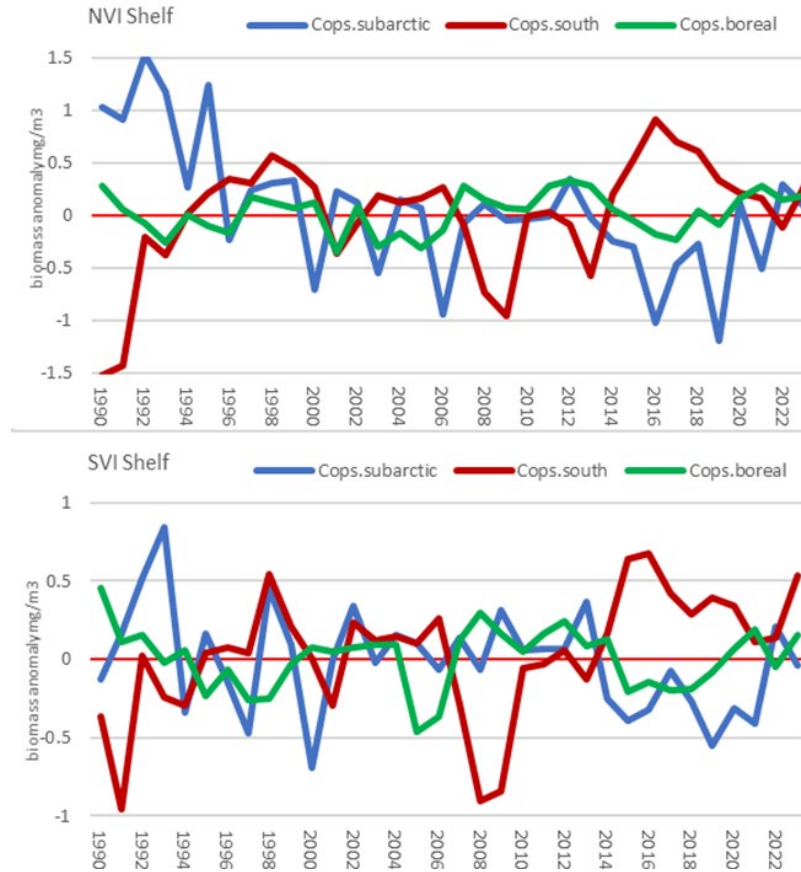 NVI Shelf
Cops.subarctic Cops.south Cops.boreal
biomass anomaly mg/m3
1.5
1
0.5
0
-0.5
-1
-1.5
1990 1992 1994 1996 1998 2000 2002 2004 2006 2008 2010 2012 2014 2016 2018 2020 2022
SVI Shelf
Cops.subarctic Cops.south Cops.boreal
biomass anomaly mg/m3
1
0.5
0
-0.5
-1
1990 1992 1994 1996 1998 2000 2002 2004 2006 2008 2010 2012 2014 2016 2018 2020 2022